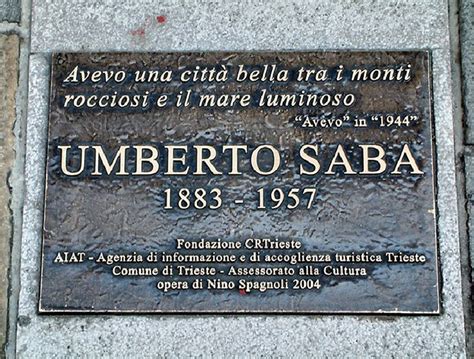 Avevo una città bella tra i monti
rocciosi e il mare luminoso
"Avevo" in "1944"
UMBERTO SABA
1883 - 1957
Fondazione CRTrieste
AIAT - Agenzia di informazione e di accoglienza turistica Trieste
Comune di Trieste - Assessorato alla Cultura
opera di Nino Spagnoli 2004